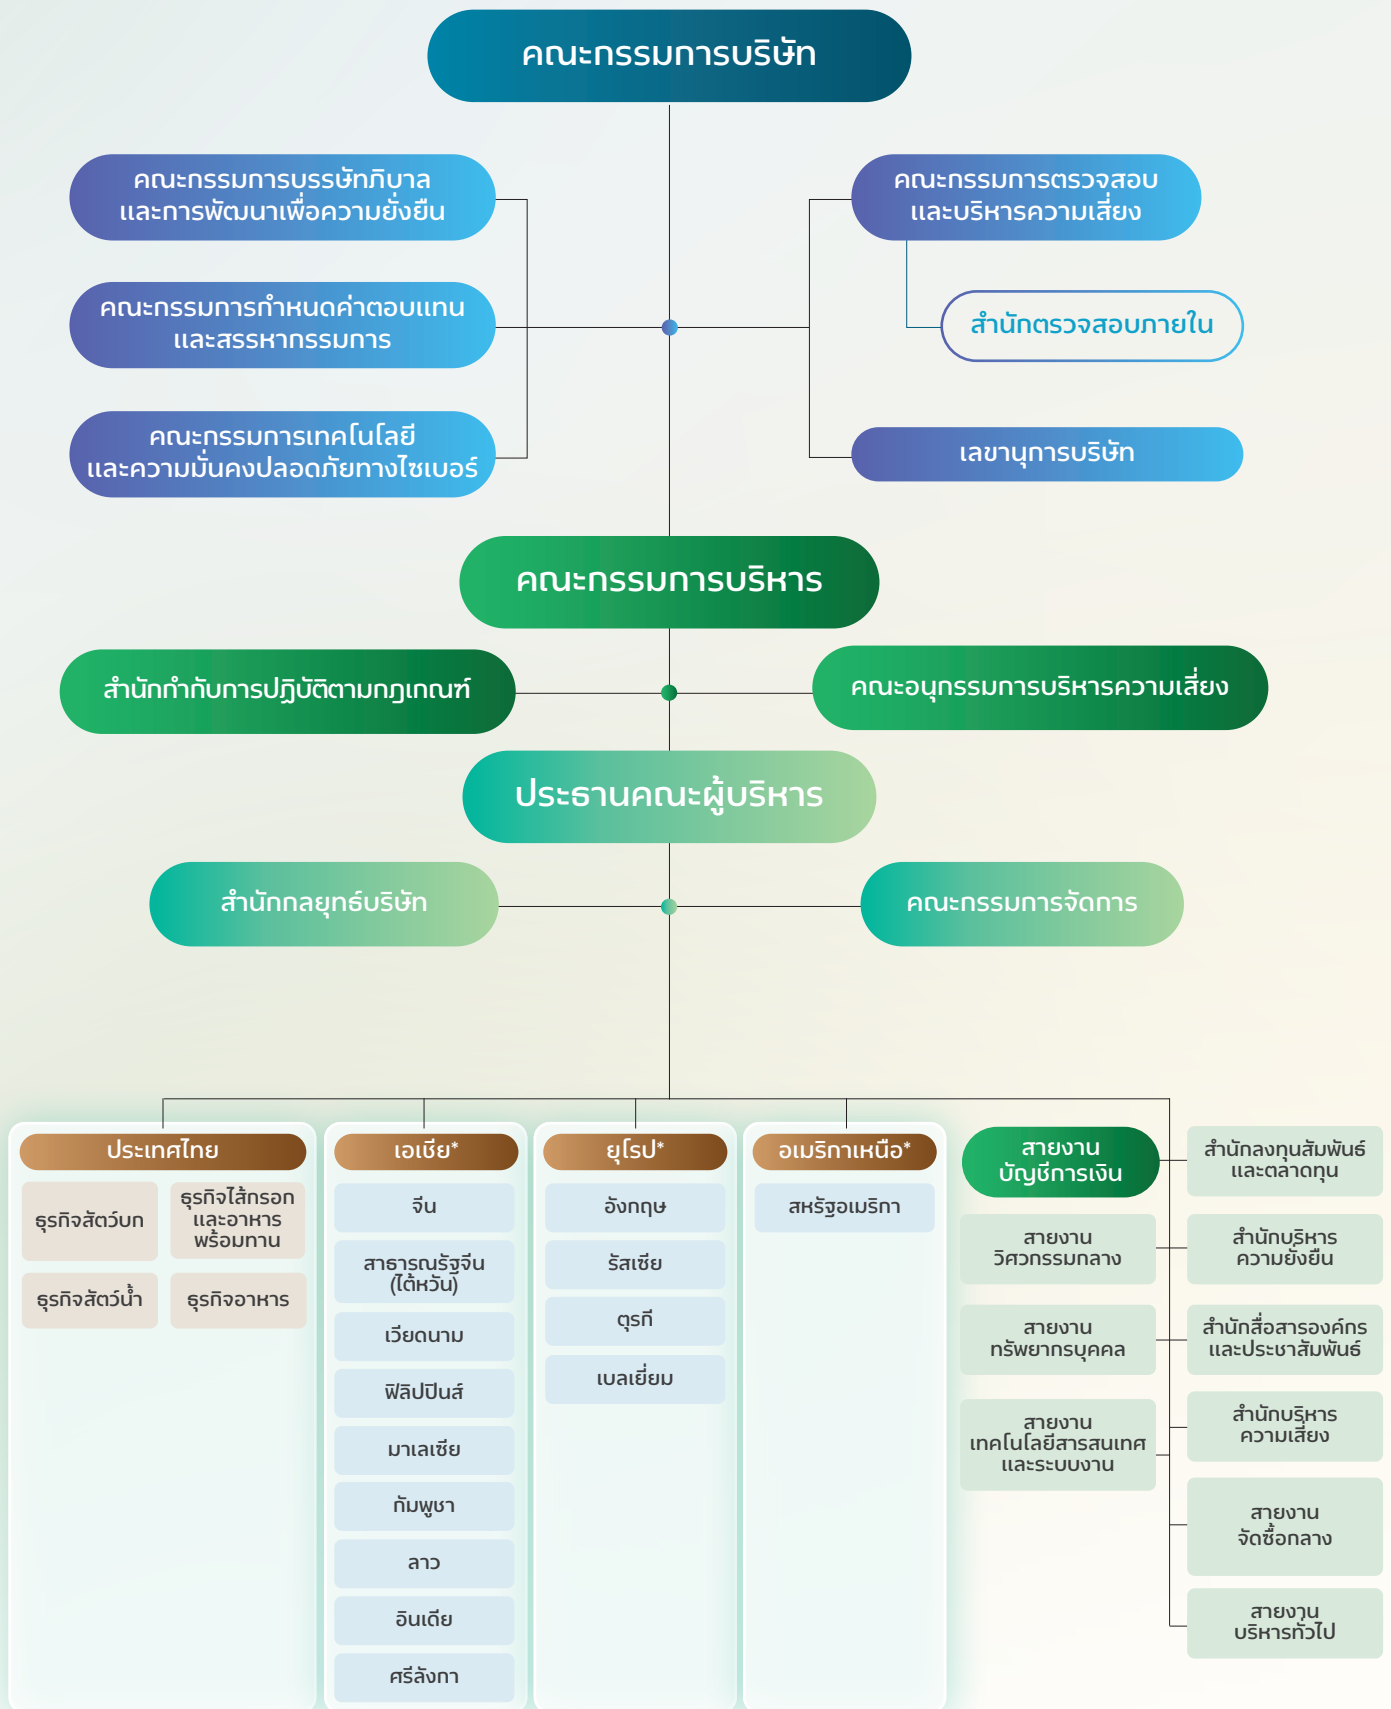 คณะกรรมการบริษัท
คณะกรรมการบรรษัทภิบาล
และการพัฒนาเพื่อความยั่งยืน
คณะกรรมการตรวจสอบ
และบริหารความเสี่ยง
คณะกรรมการกำหนดค่าตอบแทน
และสรรหากรรมการ
สำนักตรวจสอบภายใน
คณะกรรมการเทคโนโลยี
และความมั่นคงปลอดภัยทางไซเบอร์
เลขานุการบริษัท
คณะกรรมการบริหาร
สำนักกำกับการปฏิบัติตามกฎเกณฑ์
คณะอนุกรรมการบริหารความเสี่ยง
ประธานคณะผู้บริหาร
สำนักกลยุทธ์บริษัท
คณะกรรมการจัดการ
ประเทศไทย
ธุรกิจสัตว์บก
ธุรกิจไส้กรอก
และอาหาร
พร้อมทาน
ธุรกิจสัตว์น้ำ
ธุรกิจอาหาร
เอเชีย*
จีน
สาธารณรัฐจีน
(ไต้หวัน)
เวียดนาม
ฟิลิปปินส์
มาเลเซีย
กัมพูชา
ลาว
อินเดีย
ศรีลังกา
ยุโรป*
อังกฤษ
รัสเซีย
ตุรกี
เบลเยี่ยม
อเมริกาเหนือ*
สหรัฐอเมริกา
สายงาน
บัญชีการเงิน
สายงาน
วิศวกรรมกลาง
สายงาน
ทรัพยากรบุคคล
สายงาน
เทคโนโลยีสารสนเทศ
และระบบงาน
สำนักลงทุนสัมพันธ์
และตลาดทุน
สำนักบริหาร
ความยั่งยืน
สำนักสื่อสารองค์กร
และประชาสัมพันธ์
สำนักบริหาร
ความเสี่ยง
สายงาน
จัดซื้อกลาง
สายงาน
บริหารทั่วไป